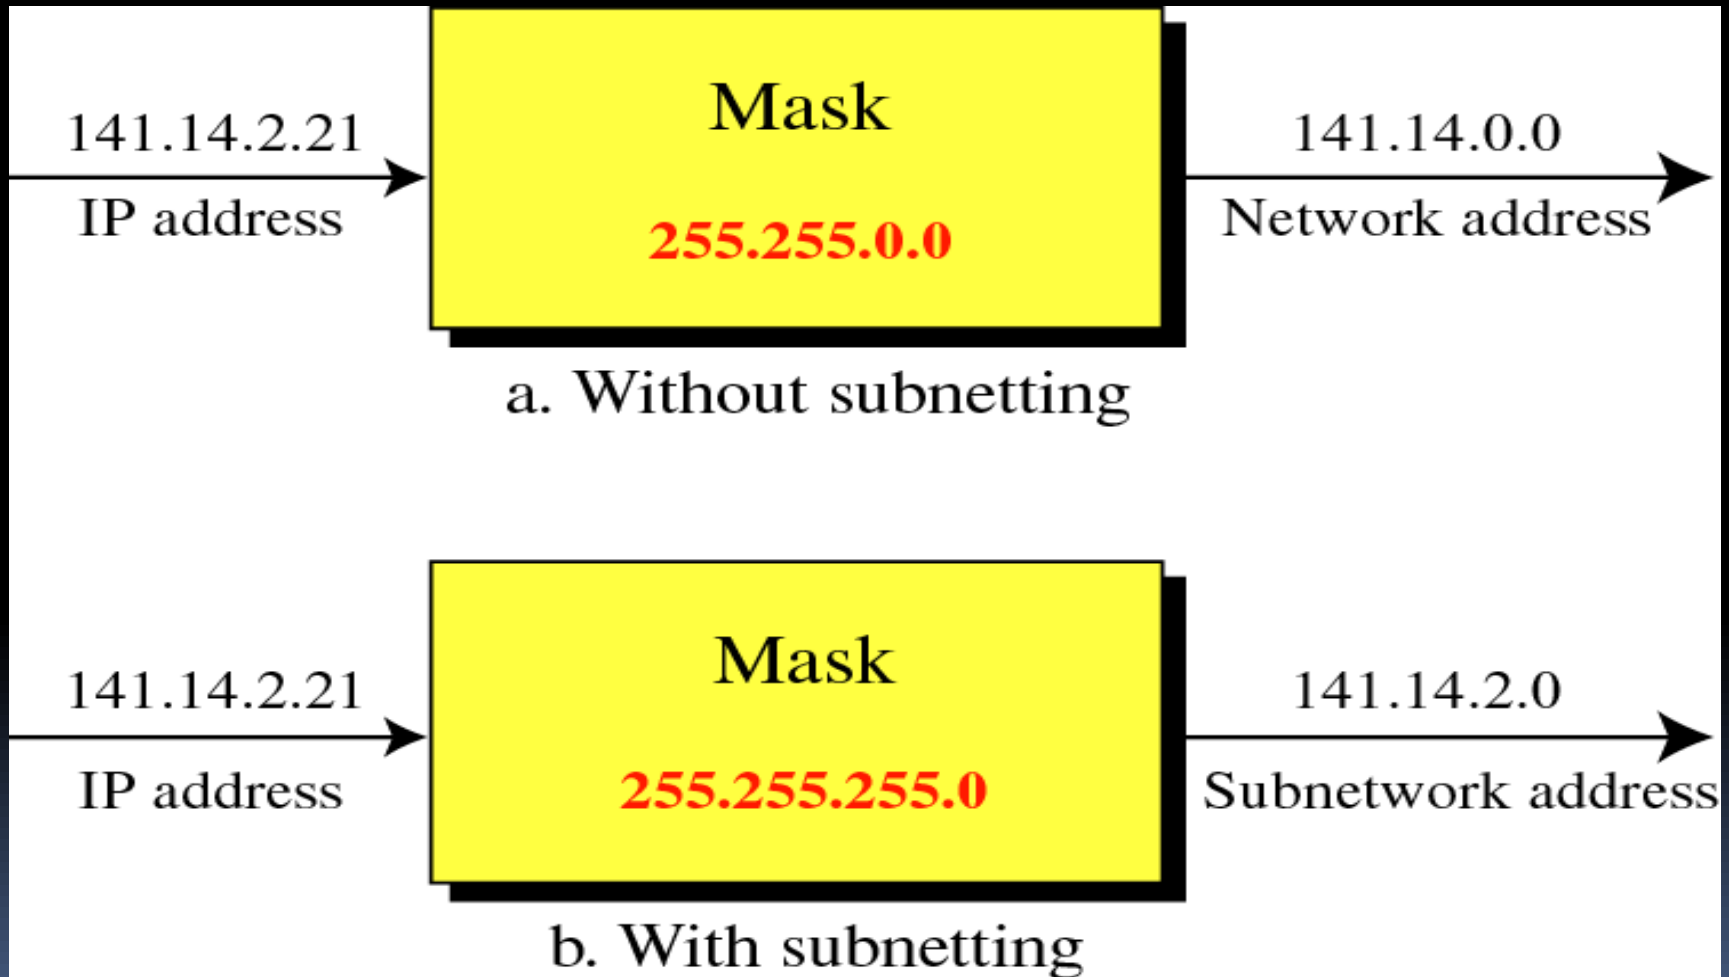 141.14.2.21
IP address
Mask
255.255.0.0
141.14.0.0
Network address
a. Without subnetting
141.14.2.21
IP address
Mask
255.255.255.0
141.14.2.0
Subnetwork address
b. With subnetting